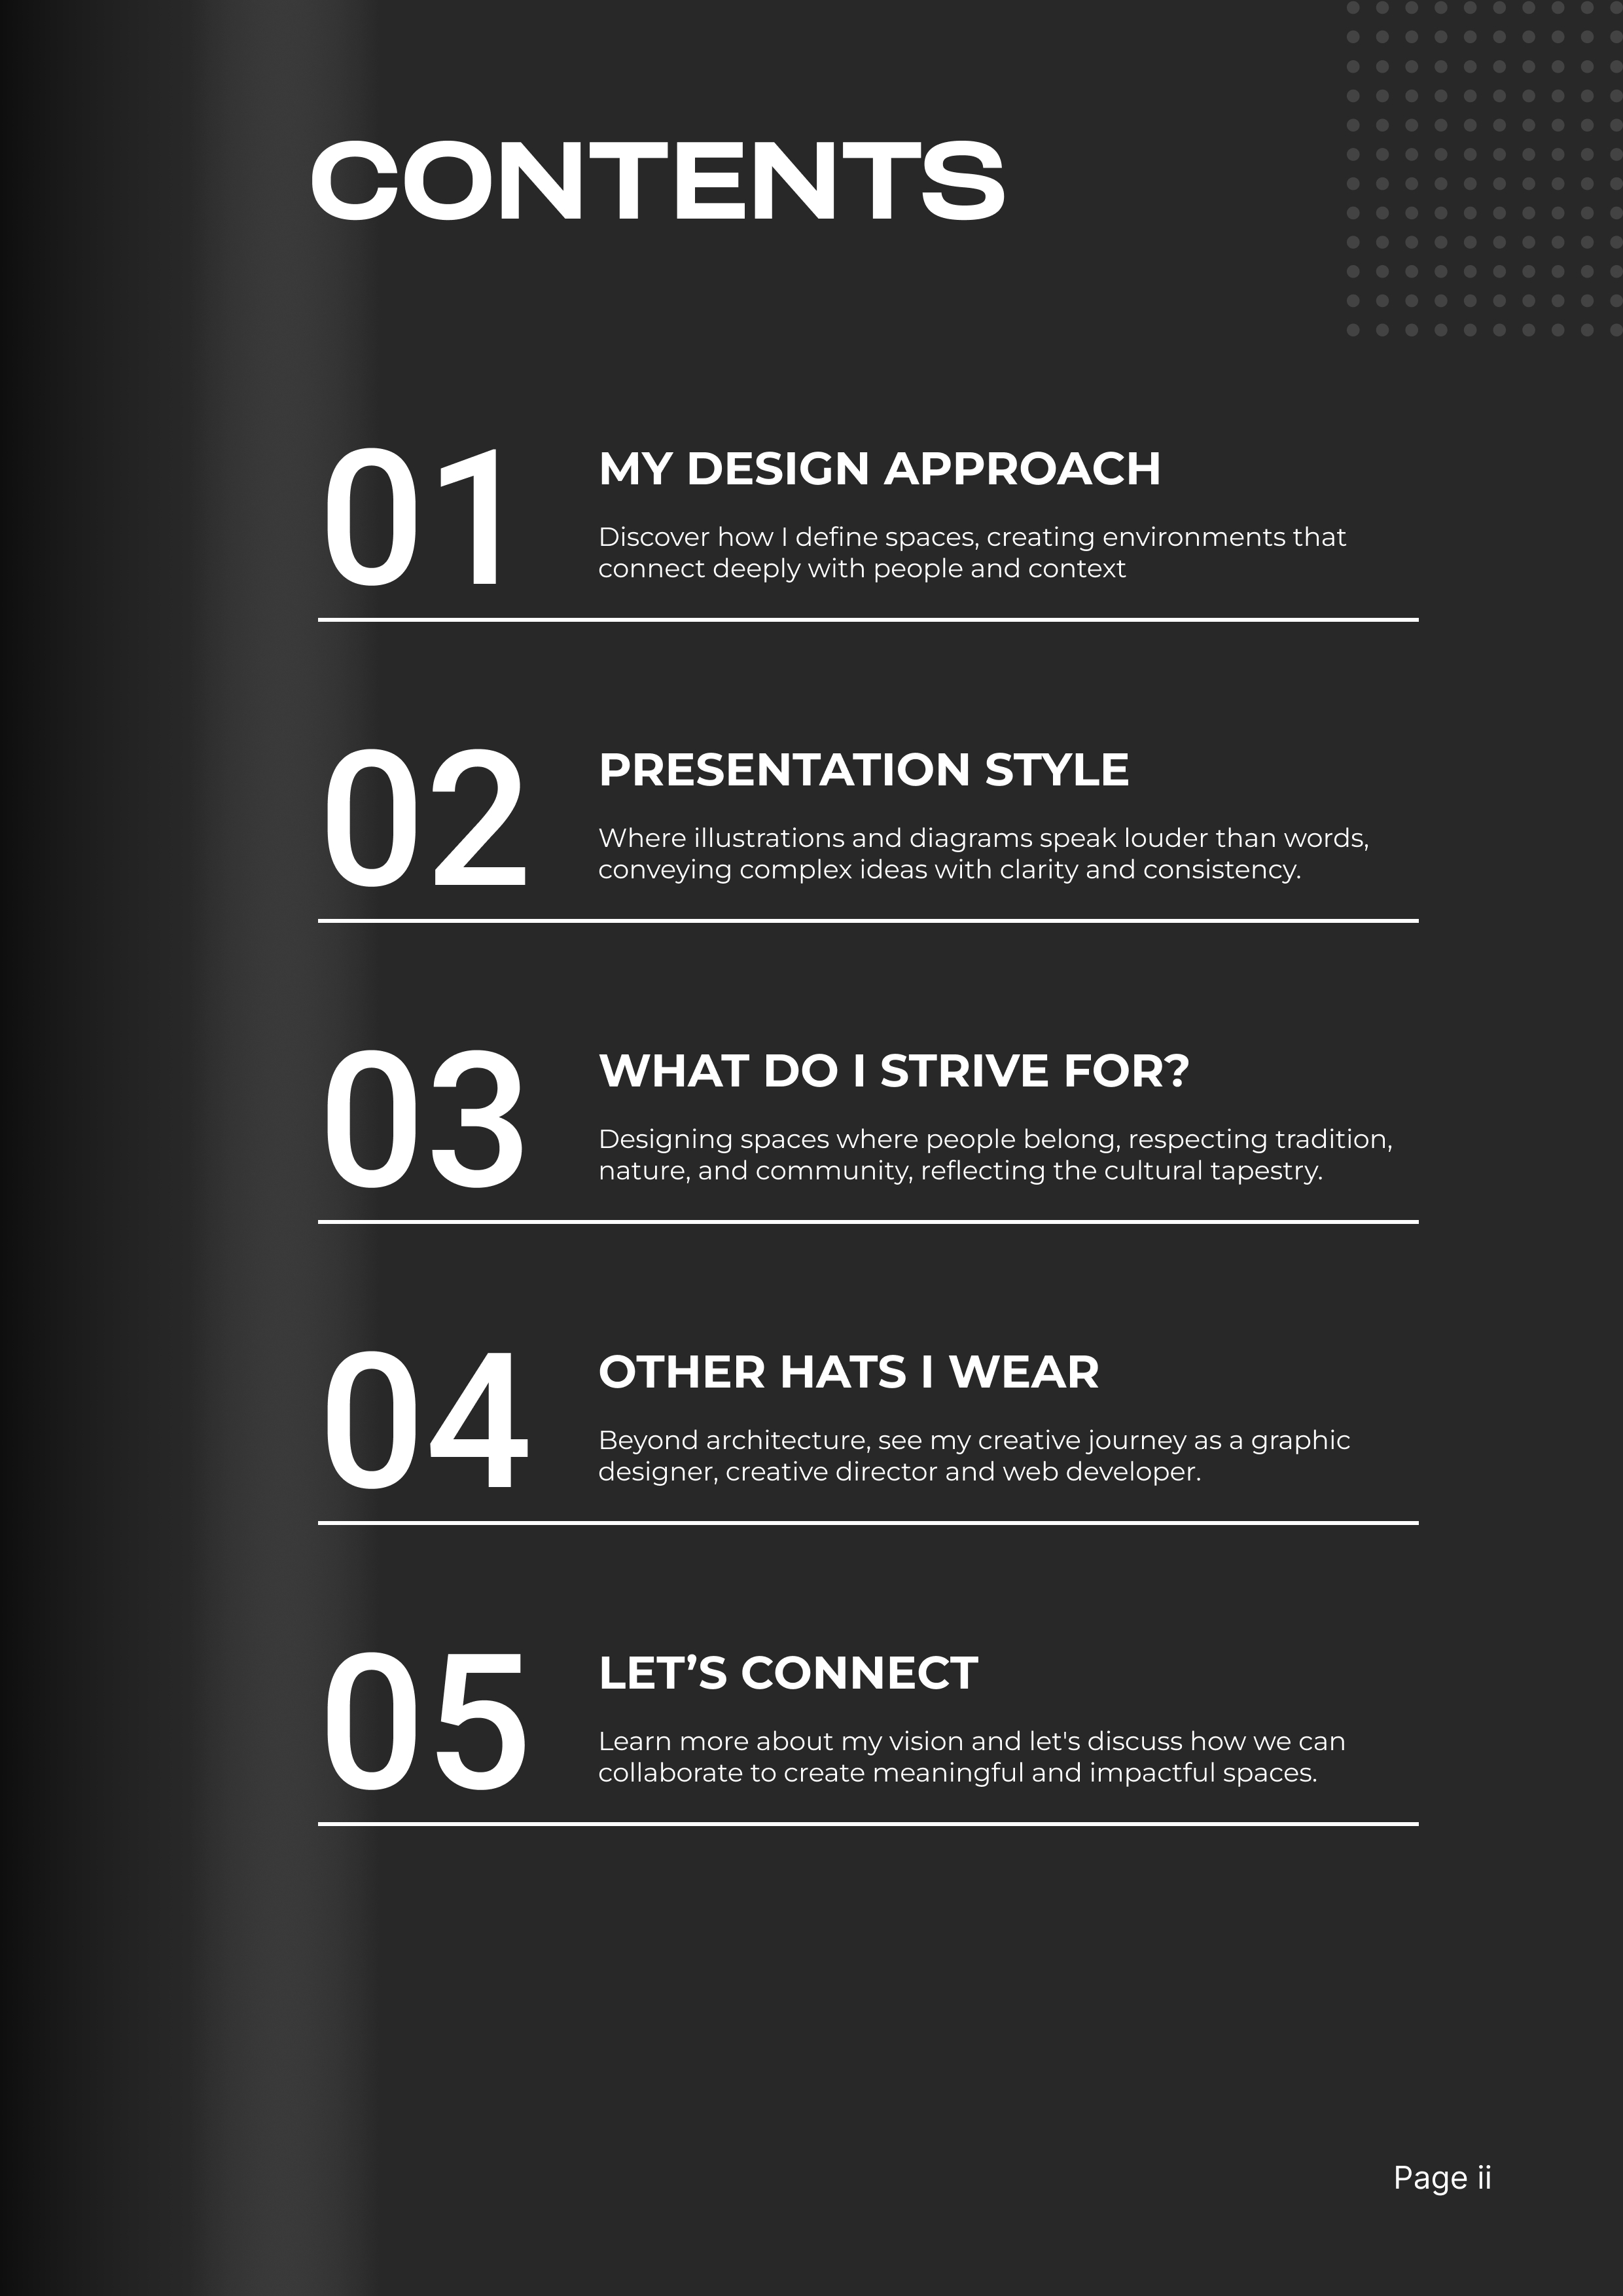 CONTENTS
01
MY DESIGN APPROACH
Discover how I define spaces, creating environments that
connect deeply with people and context
02
PRESENTATION STYLE
Where illustrations and diagrams speak louder than words,
conveying complex ideas with clarity and consistency.
03
WHAT DO I STRIVE FOR?
Designing spaces where people belong, respecting tradition,
nature, and community, reflecting the cultural tapestry.
04
OTHER HATS I WEAR
Beyond architecture, see my creative journey as a graphic
designer, creative director and web developer.
05
LET’S CONNECT
Learn more about my vision and let's discuss how we can
collaborate to create meaningful and impactful spaces.
Page ii